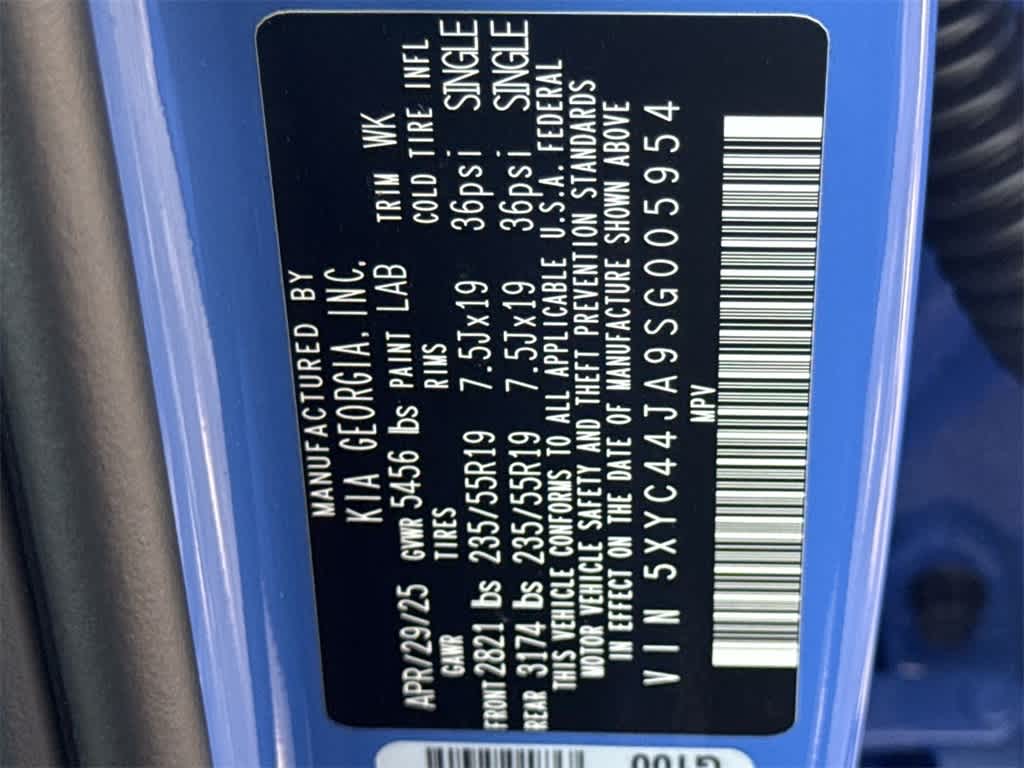 MANUFACTURED BY
KIA GEORGIA, INC.
APR/29/25 GVWR 5456 lbs PAINT LAB TRIM WK
GAWR TIRES RIMS COLD TIRE INFL
FRONT 2821 lbs 235/55R19 7.5Jx19 36psi SINGLE
REAR 3174 lbs 235/55R19 7.5Jx19 36psi SINGLE
THIS VEHICLE CONFORMS TO ALL APPLICABLE U.S.A. FEDERAL
MOTOR VEHICLE SAFETY AND THEFT PREVENTION STANDARDS
IN EFFECT ON THE DATE OF MANUFACTURE SHOWN ABOVE
VIN 5XYC44JA9SG005954
MPV